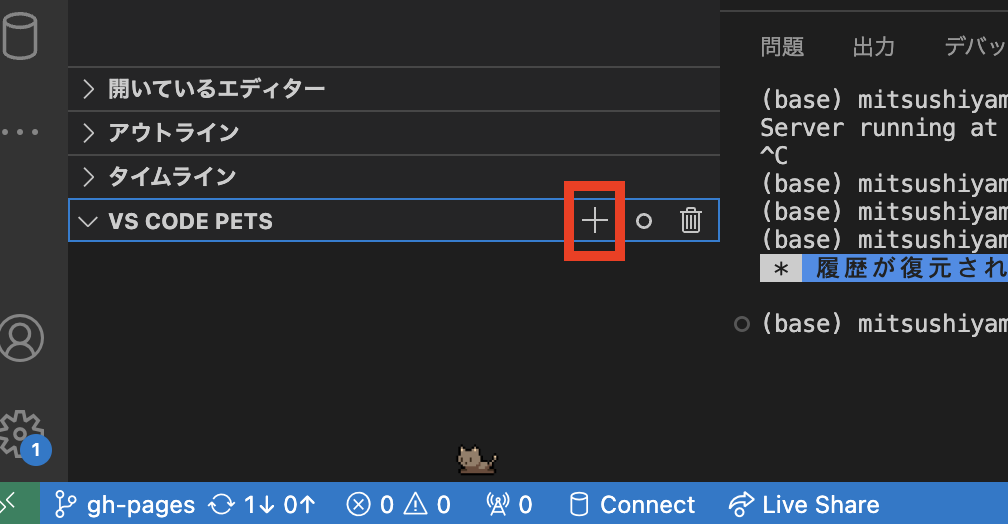 問題 出力 デバッ
開いているエディター
アウトライン
タイムライン
VS CODE PETS
(base) mitsushiyam
Server running at
^C
(base) mitsushiyam
(base) mitsushiyam
(base) mitsushiyam
* 履歴が復元され
(base) mitsushiyam
1
gh-pages 1↓ 0↑ 0 0 0 Connect Live Share